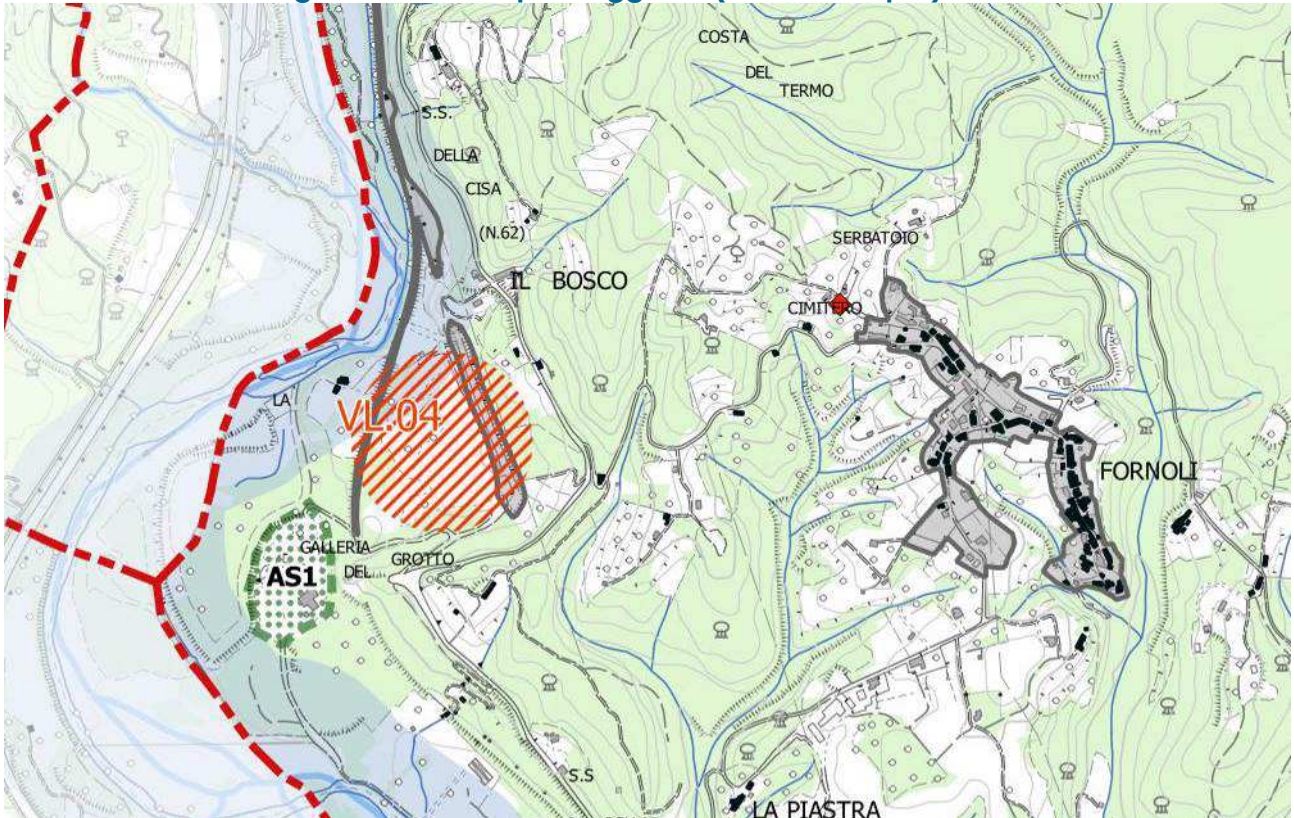 COSTA
DEL
TERMO
S.S.
DELLA
CISA
(N.62)
SERBATOIO
IL BOSCO
CIMITERO
LA
VL.04
FORNOLI
GALLERIA
DEL
GROTTO
AS1
S.S
LA PIASTRA